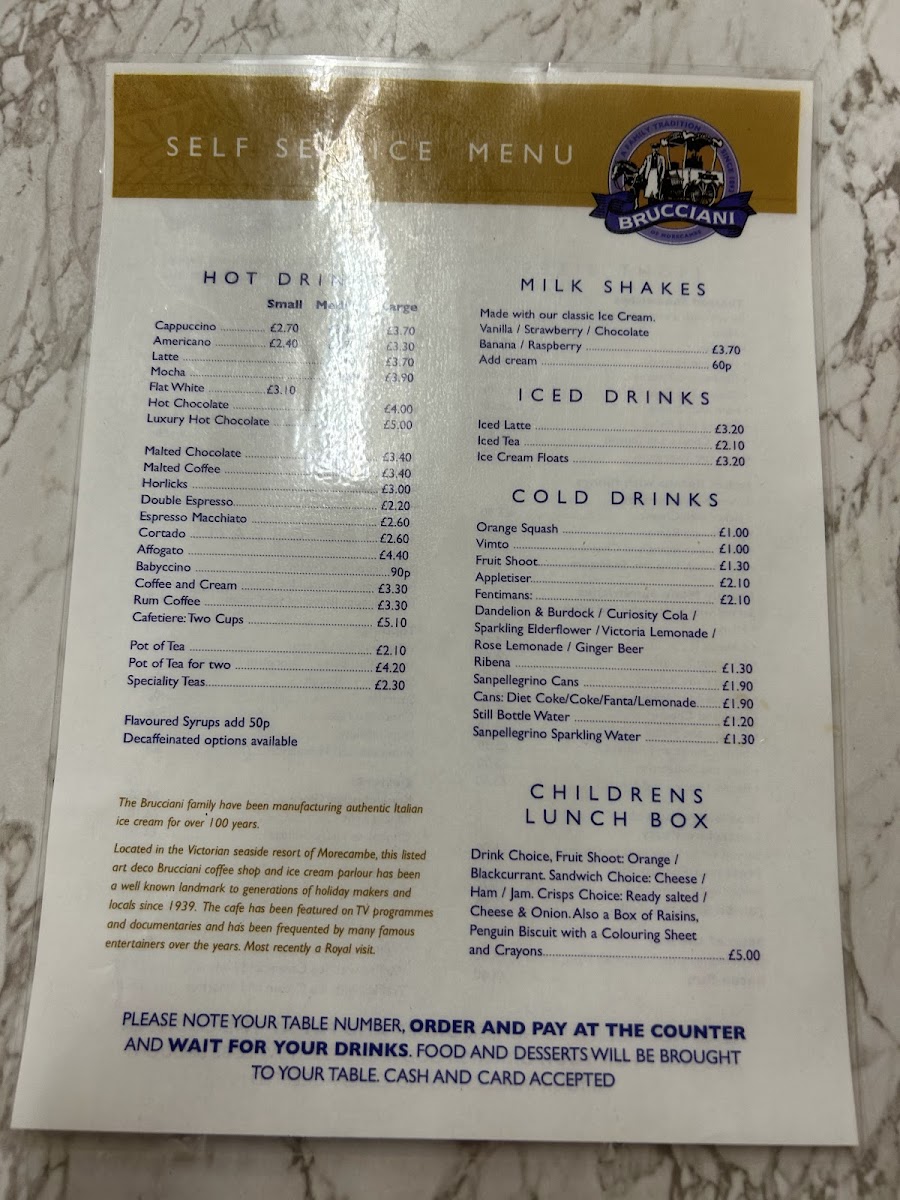 SELF SERVICE MENU
A FAMILY TRADITION SINCE 1893
BRUCCIANI
OF MORECAMBE
HOT DRINKS
Small Large
Cappuccino £2.70 £3.70
Americano £2.40 £3.30
Latte £3.70
Mocha £3.90
Flat White £3.10
Hot Chocolate £4.00
Luxury Hot Chocolate £5.00
Malted Chocolate £3.40
Malted Coffee £3.40
Horlicks £3.00
Double Espresso £2.20
Espresso Macchiato £2.60
Cortado £2.60
Affogato £4.40
Babyccino 90p
Coffee and Cream £3.30
Rum Coffee £3.30
Cafetiere: Two Cups £5.10
Pot of Tea £2.10
Pot of Tea for two £4.20
Speciality Teas £2.30
Flavoured Syrups add 50p
Decaffeinated options available
The Brucciani family have been manufacturing authentic Italian
ice cream for over 100 years.
Located in the Victorian seaside resort of Morecambe, this listed
art deco Brucciani coffee shop and ice cream parlour has been
a well known landmark to generations of holiday makers and
locals since 1939. The cafe has been featured on TV programmes
and documentaries and has been frequented by many famous
entertainers over the years. Most recently a Royal visit.
MILK SHAKES
Made with our classic Ice Cream.
Vanilla / Strawberry / Chocolate
Banana / Raspberry £3.70
Add cream 60p
ICED DRINKS
Iced Latte £3.20
Iced Tea £2.10
Ice Cream Floats £3.20
COLD DRINKS
Orange Squash £1.00
Vimto £1.00
Fruit Shoot £1.30
Appletiser £2.10
Fentimans: £2.10
Dandelion & Burdock / Curiosity Cola /
Sparkling Elderflower / Victoria Lemonade /
Rose Lemonade / Ginger Beer
Ribena £1.30
Sanpellegrino Cans £1.90
Cans: Diet Coke/Coke/Fanta/Lemonade £1.90
Still Bottle Water £1.20
Sanpellegrino Sparkling Water £1.30
CHILDRENS
LUNCH BOX
Drink Choice, Fruit Shoot: Orange /
Blackcurrant. Sandwich Choice: Cheese /
Ham / Jam. Crisps Choice: Ready salted /
Cheese & Onion. Also a Box of Raisins,
Penguin Biscuit with a Colouring Sheet
and Crayons £5.00
PLEASE NOTE YOUR TABLE NUMBER, ORDER AND PAY AT THE COUNTER
AND WAIT FOR YOUR DRINKS. FOOD AND DESSERTS WILL BE BROUGHT
TO YOUR TABLE. CASH AND CARD ACCEPTED